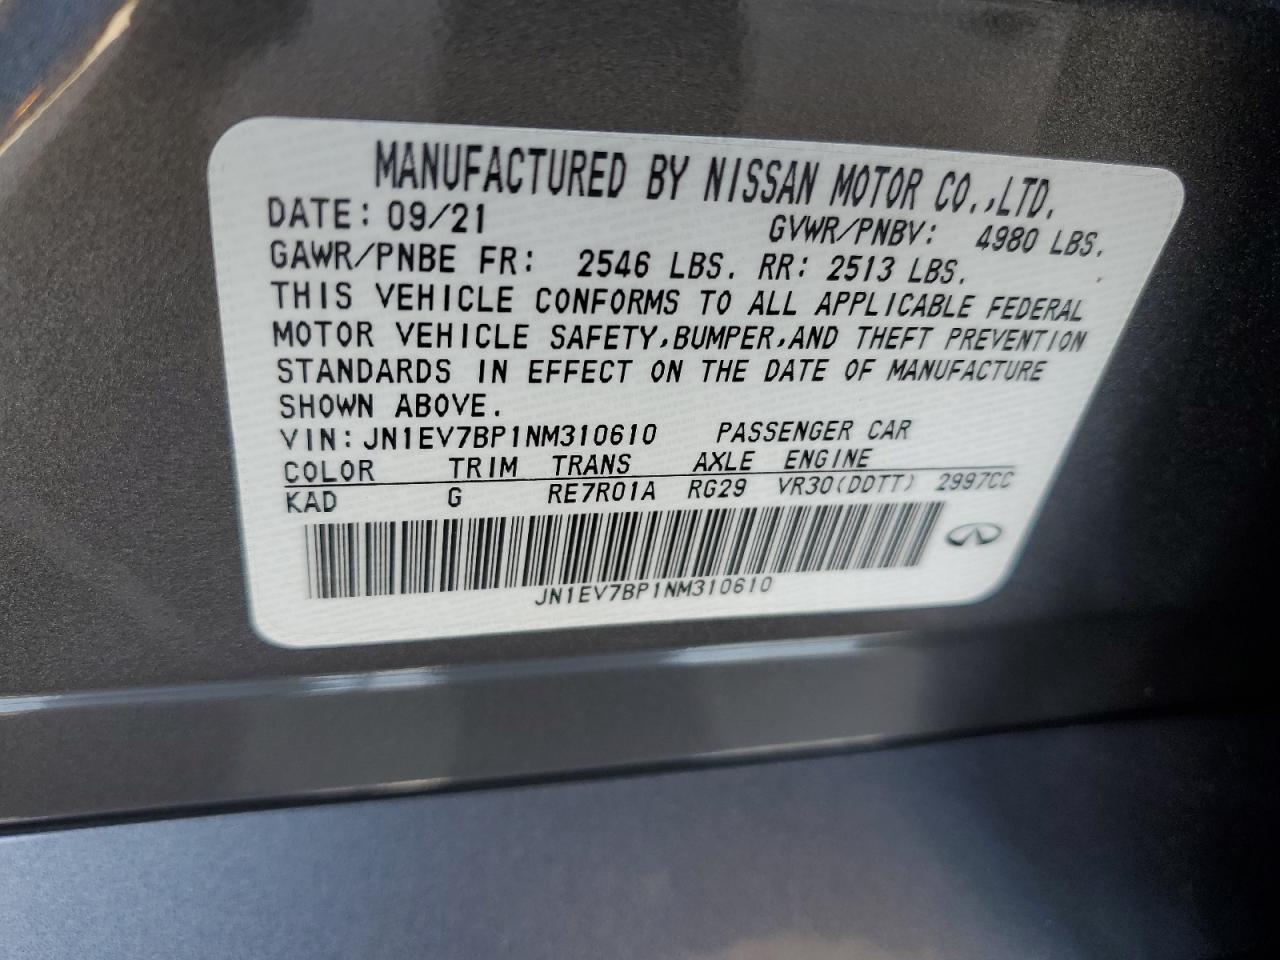 MANUFACTURED BY NISSAN MOTOR CO.,LTD.
DATE: 09/21 GVWR/PNBV: 4980 LBS.
GAWR/PNBE FR: 2546 LBS. RR: 2513 LBS.
THIS VEHICLE CONFORMS TO ALL APPLICABLE FEDERAL
MOTOR VEHICLE SAFETY,BUMPER,AND THEFT PREVENTION
STANDARDS IN EFFECT ON THE DATE OF MANUFACTURE
SHOWN ABOVE.
VIN:JN1EV7BP1NM310610 PASSENGER CAR
COLOR TRIM TRANS AXLE ENGINE
KAD G RE7R01A RG29 VR30(DDTT) 2997CC
JN1EV7BP1NM310610